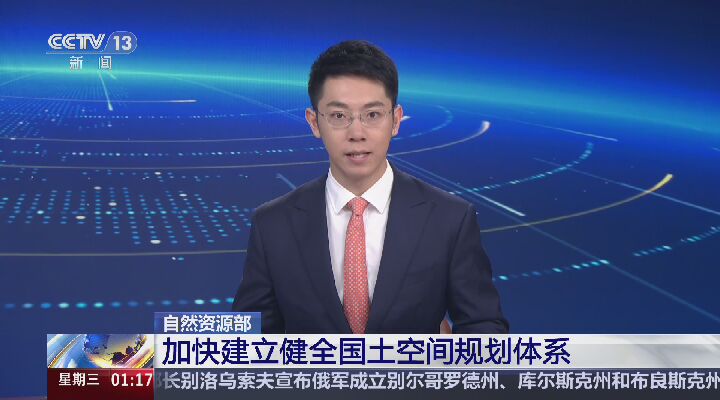 CCTV 13
新闻
自然资源部
加快建立健全国土空间规划体系
星期三 01:17 部长别洛乌索夫宣布俄军成立别尔哥罗德州、库尔斯克州和布良斯克州